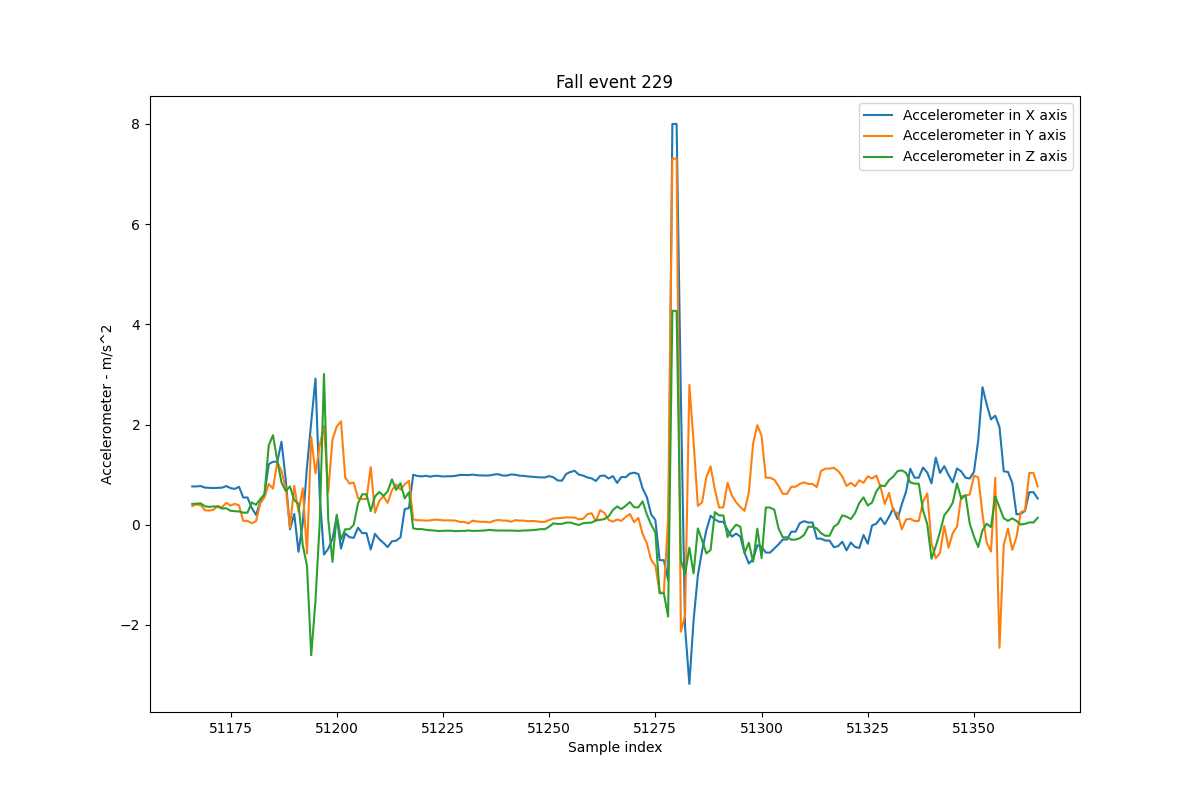 Fall event 229
Accelerometer in X axis
Accelerometer in Y axis
Accelerometer in Z axis
8
6
4
2
0
−2
Accelerometer - m/s^2
51175 51200 51225 51250 51275 51300 51325 51350
Sample index